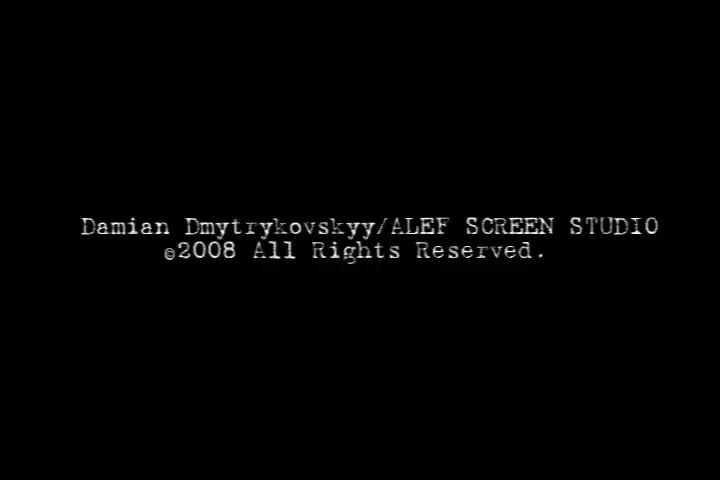 Damian Dmytrykovskyy/ALEF SCREEN STUDIO
©2008 All Rights Reserved.